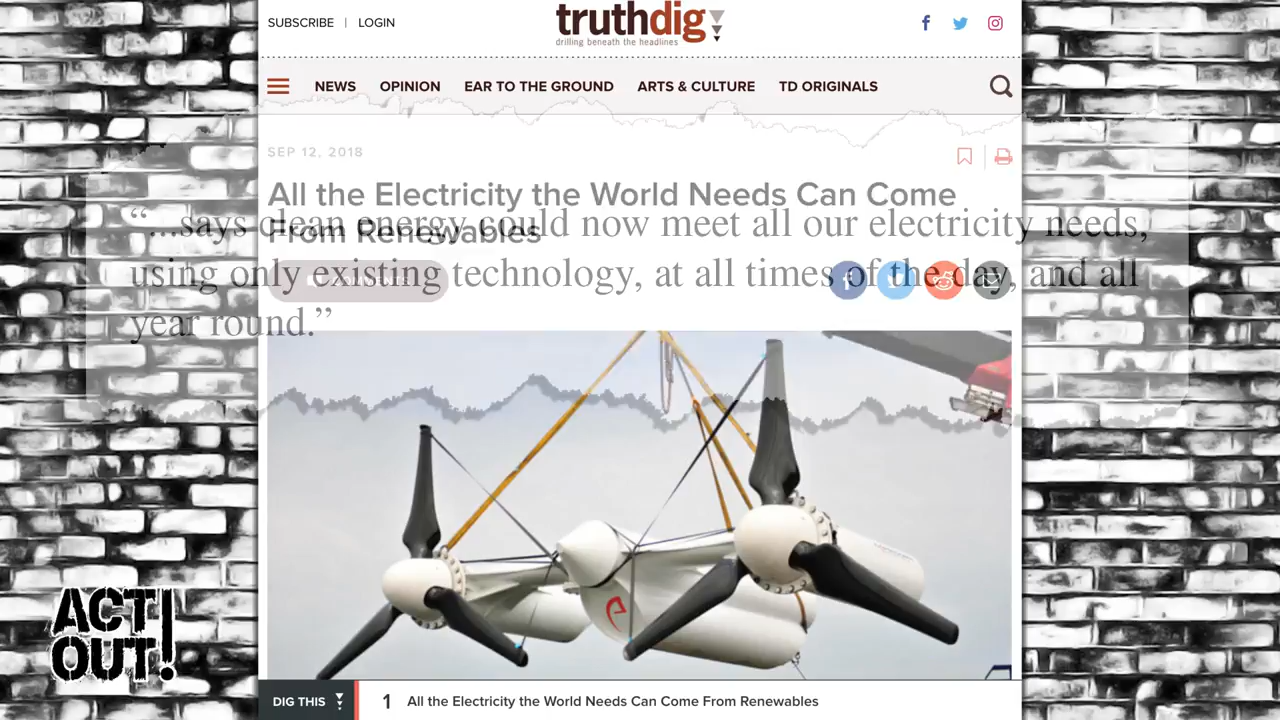 SUBSCRIBE | LOGIN
truthdig
drilling beneath the headlines
NEWS OPINION EAR TO THE GROUND ARTS & CULTURE TD ORIGINALS
SEP 12, 2018
All the Electricity the World Needs Can Come
From Renewables
“...says clean energy could now meet all our electricity needs,
using only existing technology, at all times of the day, and all
year round.”
ACT
OUT!
DIG THIS 1 All the Electricity the World Needs Can Come From Renewables